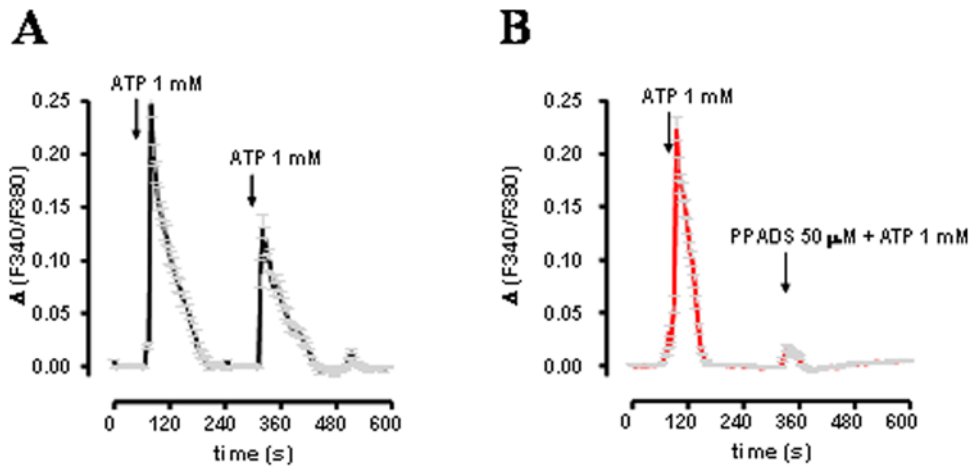 A
ATP 1 mM
ATP 1 mM
0.25
0.20
0.15
0.10
0.05
0.00
Δ (F340/F380)
0 120 240 360 480 600
time (s)
B
ATP 1 mM
PPADS 50 μM + ATP 1 mM
0.25
0.20
0.15
0.10
0.05
0.00
Δ (F340/F380)
0 120 240 360 480 600
time (s)